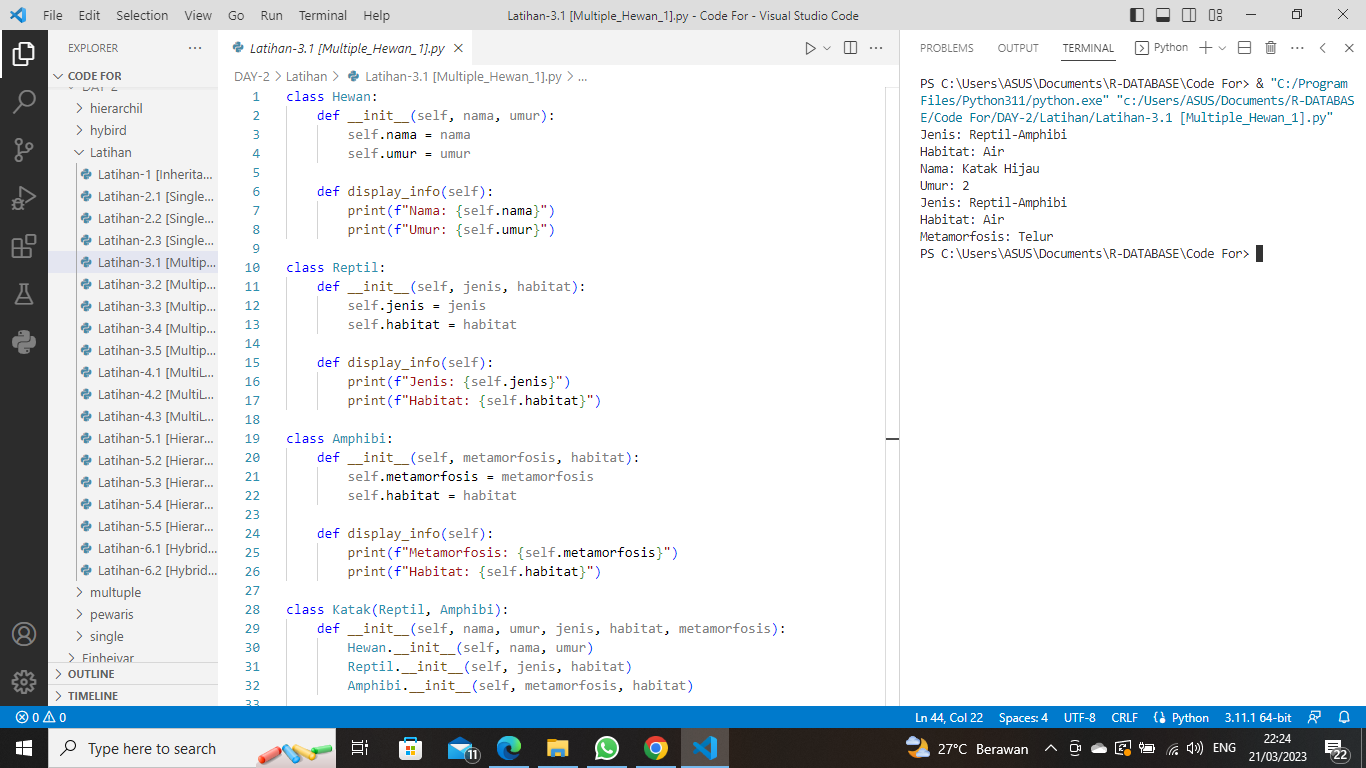 File Edit Selection View Go Run Terminal Help
Latihan-3.1 [Multiple_Hewan_1].py - Code For - Visual Studio Code
EXPLORER
CODE FOR
DAY-2
hierarchil
hybird
Latihan
Latihan-1 [Inherita...
Latihan-2.1 [Single...
Latihan-2.2 [Single...
Latihan-2.3 [Single...
Latihan-3.1 [Multip...
Latihan-3.2 [Multip...
Latihan-3.3 [Multip...
Latihan-3.4 [Multip...
Latihan-3.5 [Multip...
Latihan-4.1 [MultiL...
Latihan-4.2 [MultiL...
Latihan-4.3 [MultiL...
Latihan-5.1 [Hierar...
Latihan-5.2 [Hierar...
Latihan-5.3 [Hierar...
Latihan-5.4 [Hierar...
Latihan-5.5 [Hierar...
Latihan-6.1 [Hybrid...
Latihan-6.2 [Hybrid...
multuple
pewaris
single
OUTLINE
TIMELINE
Latihan-3.1 [Multiple_Hewan_1].py
DAY-2 > Latihan > Latihan-3.1 [Multiple_Hewan_1].py > ...
1 class Hewan:
2     def __init__(self, nama, umur):
3         self.nama = nama
4         self.umur = umur
5
6     def display_info(self):
7         print(f"Nama: {self.nama}")
8         print(f"Umur: {self.umur}")
9
10 class Reptil:
11     def __init__(self, jenis, habitat):
12         self.jenis = jenis
13         self.habitat = habitat
14
15     def display_info(self):
16         print(f"Jenis: {self.jenis}")
17         print(f"Habitat: {self.habitat}")
18
19 class Amphibi:
20     def __init__(self, metamorfosis, habitat):
21         self.metamorfosis = metamorfosis
22         self.habitat = habitat
23
24     def display_info(self):
25         print(f"Metamorfosis: {self.metamorfosis}")
26         print(f"Habitat: {self.habitat}")
27
28 class Katak(Reptil, Amphibi):
29     def __init__(self, nama, umur, jenis, habitat, metamorfosis):
30         Hewan.__init__(self, nama, umur)
31         Reptil.__init__(self, jenis, habitat)
32         Amphibi.__init__(self, metamorfosis, habitat)
33
PROBLEMS OUTPUT TERMINAL Python
PS C:\Users\ASUS\Documents\R-DATABASE\Code For> & "C:/Program
Files/Python311/python.exe" "c:/Users/ASUS/Documents/R-DATABAS
E/Code For/DAY-2/Latihan/Latihan-3.1 [Multiple_Hewan_1].py"
Jenis: Reptil-Amphibi
Habitat: Air
Nama: Katak Hijau
Umur: 2
Jenis: Reptil-Amphibi
Habitat: Air
Metamorfosis: Telur
PS C:\Users\ASUS\Documents\R-DATABASE\Code For>
0 0
Ln 44, Col 22 Spaces: 4 UTF-8 CRLF Python 3.11.1 64-bit
Type here to search
11
27°C Berawan
ENG
22:24
21/03/2023
22